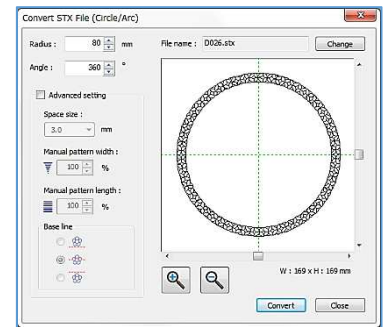 Convert STX File (Circle/Arc)
Radius : 80 mm
File name : D026.stx
Change
Angle : 360 °
Advanced setting
Space size :
3.0 mm
Manual pattern width :
100 %
Manual pattern length :
100 %
Base line
W : 169 x H : 169 mm
Convert
Close